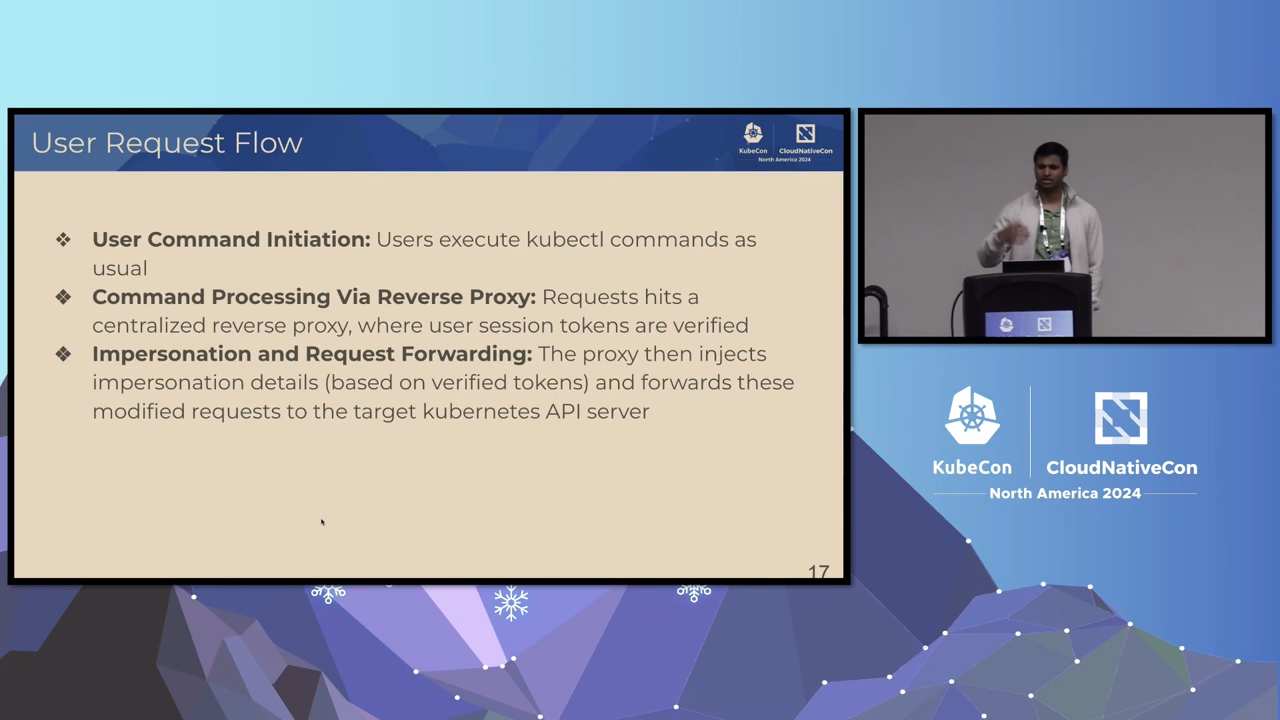 User Request Flow
KubeCon
CloudNativeCon
North America 2024
❖ User Command Initiation: Users execute kubectl commands as
usual
❖ Command Processing Via Reverse Proxy: Requests hits a
centralized reverse proxy, where user session tokens are verified
❖ Impersonation and Request Forwarding: The proxy then injects
impersonation details (based on verified tokens) and forwards these
modified requests to the target kubernetes API server
17
KubeCon
CloudNativeCon
North America 2024